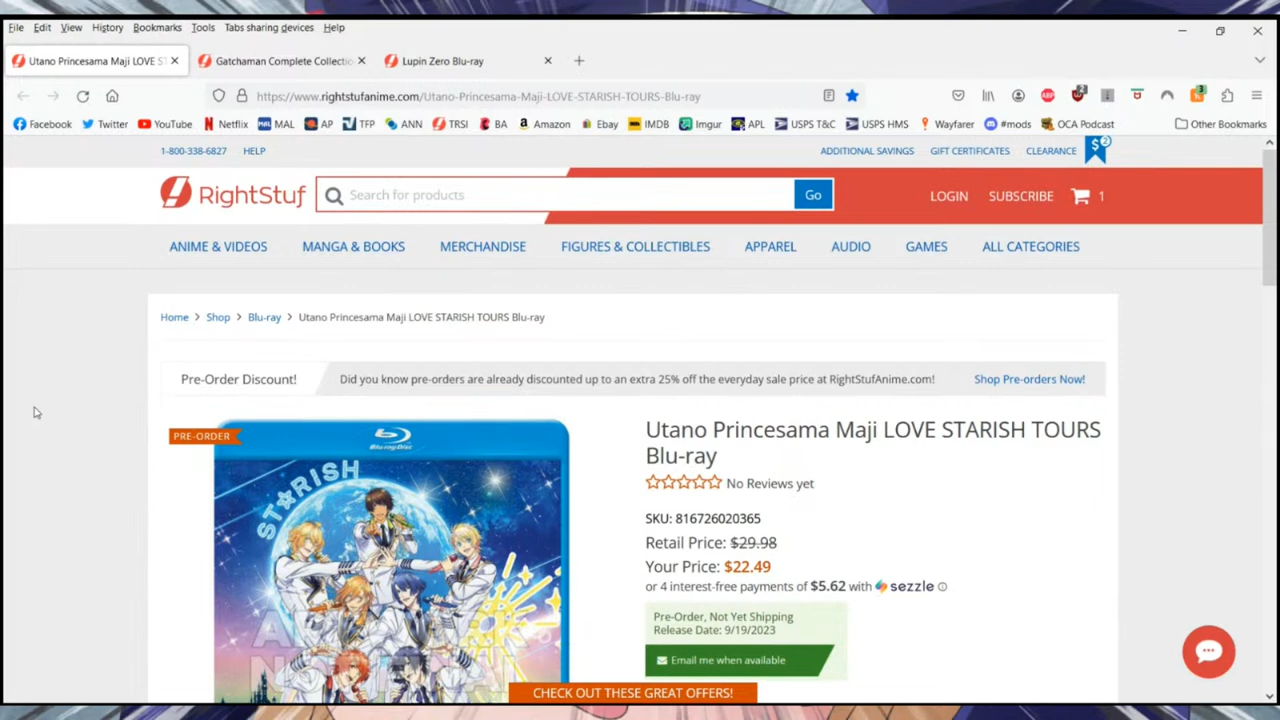 File Edit View History Bookmarks Tools Tabs sharing devices Help
Utano Princesama Maji LOVE ST
Gatchaman Complete Collectio
Lupin Zero Blu-ray
https://www.rightstufanime.com/Utano-Princesama-Maji-LOVE-STARISH-TOURS-Blu-ray
2
3
Facebook Twitter YouTube Netflix MAL AP TFP ANN TRSI BA Amazon Ebay IMDB Imgur APL USPS T&C USPS HMS Wayfarer #mods OCA Podcast Other Bookmarks
1-800-338-6827 HELP ADDITIONAL SAVINGS GIFT CERTIFICATES CLEARANCE $ 2
RightStuf Search for products Go LOGIN SUBSCRIBE 1
ANIME & VIDEOS MANGA & BOOKS MERCHANDISE FIGURES & COLLECTIBLES APPAREL AUDIO GAMES ALL CATEGORIES
Home > Shop > Blu-ray > Utano Princesama Maji LOVE STARISH TOURS Blu-ray
Pre-Order Discount! Did you know pre-orders are already discounted up to an extra 25% off the everyday sale price at RightStufAnime.com! Shop Pre-orders Now!
PRE-ORDER
Blu-ray Disc
ST☆RISH
Utano Princesama Maji LOVE STARISH TOURS
Blu-ray
No Reviews yet
SKU: 816726020365
Retail Price: $29.98
Your Price: $22.49
or 4 interest-free payments of $5.62 with sezzle
Pre-Order, Not Yet Shipping
Release Date: 9/19/2023
Email me when available
CHECK OUT THESE GREAT OFFERS!